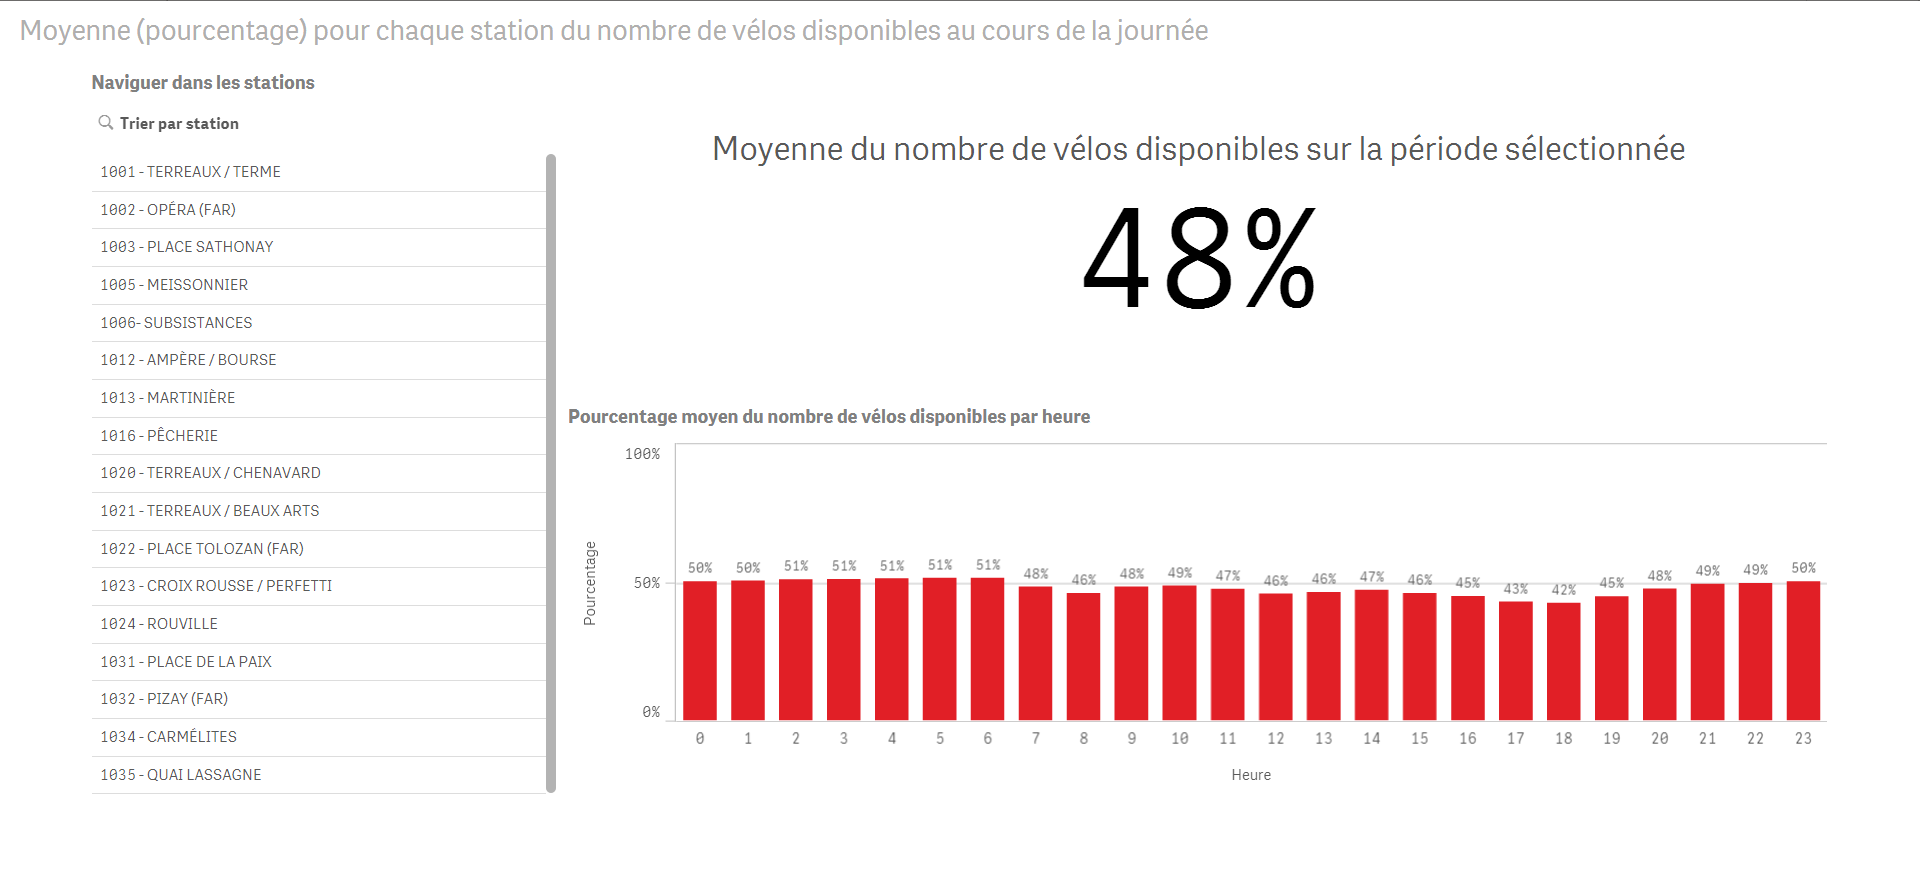 Moyenne (pourcentage) pour chaque station du nombre de vélos disponibles au cours de la journée
Naviguer dans les stations
Trier par station
1001 - TERREAUX / TERME
1002 - OPÉRA (FAR)
1003 - PLACE SATHONAY
1005 - MEISSONNIER
1006- SUBSISTANCES
1012 - AMPÈRE / BOURSE
1013 - MARTINIÈRE
1016 - PÊCHERIE
1020 - TERREAUX / CHENAVARD
1021 - TERREAUX / BEAUX ARTS
1022 - PLACE TOLOZAN (FAR)
1023 - CROIX ROUSSE / PERFETTI
1024 - ROUVILLE
1031 - PLACE DE LA PAIX
1032 - PIZAY (FAR)
1034 - CARMÉLITES
1035 - QUAI LASSAGNE
Moyenne du nombre de vélos disponibles sur la période sélectionnée
48%
Pourcentage moyen du nombre de vélos disponibles par heure
Pourcentage
100%
50%
0%
50% 50% 51% 51% 51% 51% 51% 48% 46% 48% 49% 47% 46% 46% 47% 46% 45% 43% 42% 45% 48% 49% 49% 50%
0 1 2 3 4 5 6 7 8 9 10 11 12 13 14 15 16 17 18 19 20 21 22 23
Heure